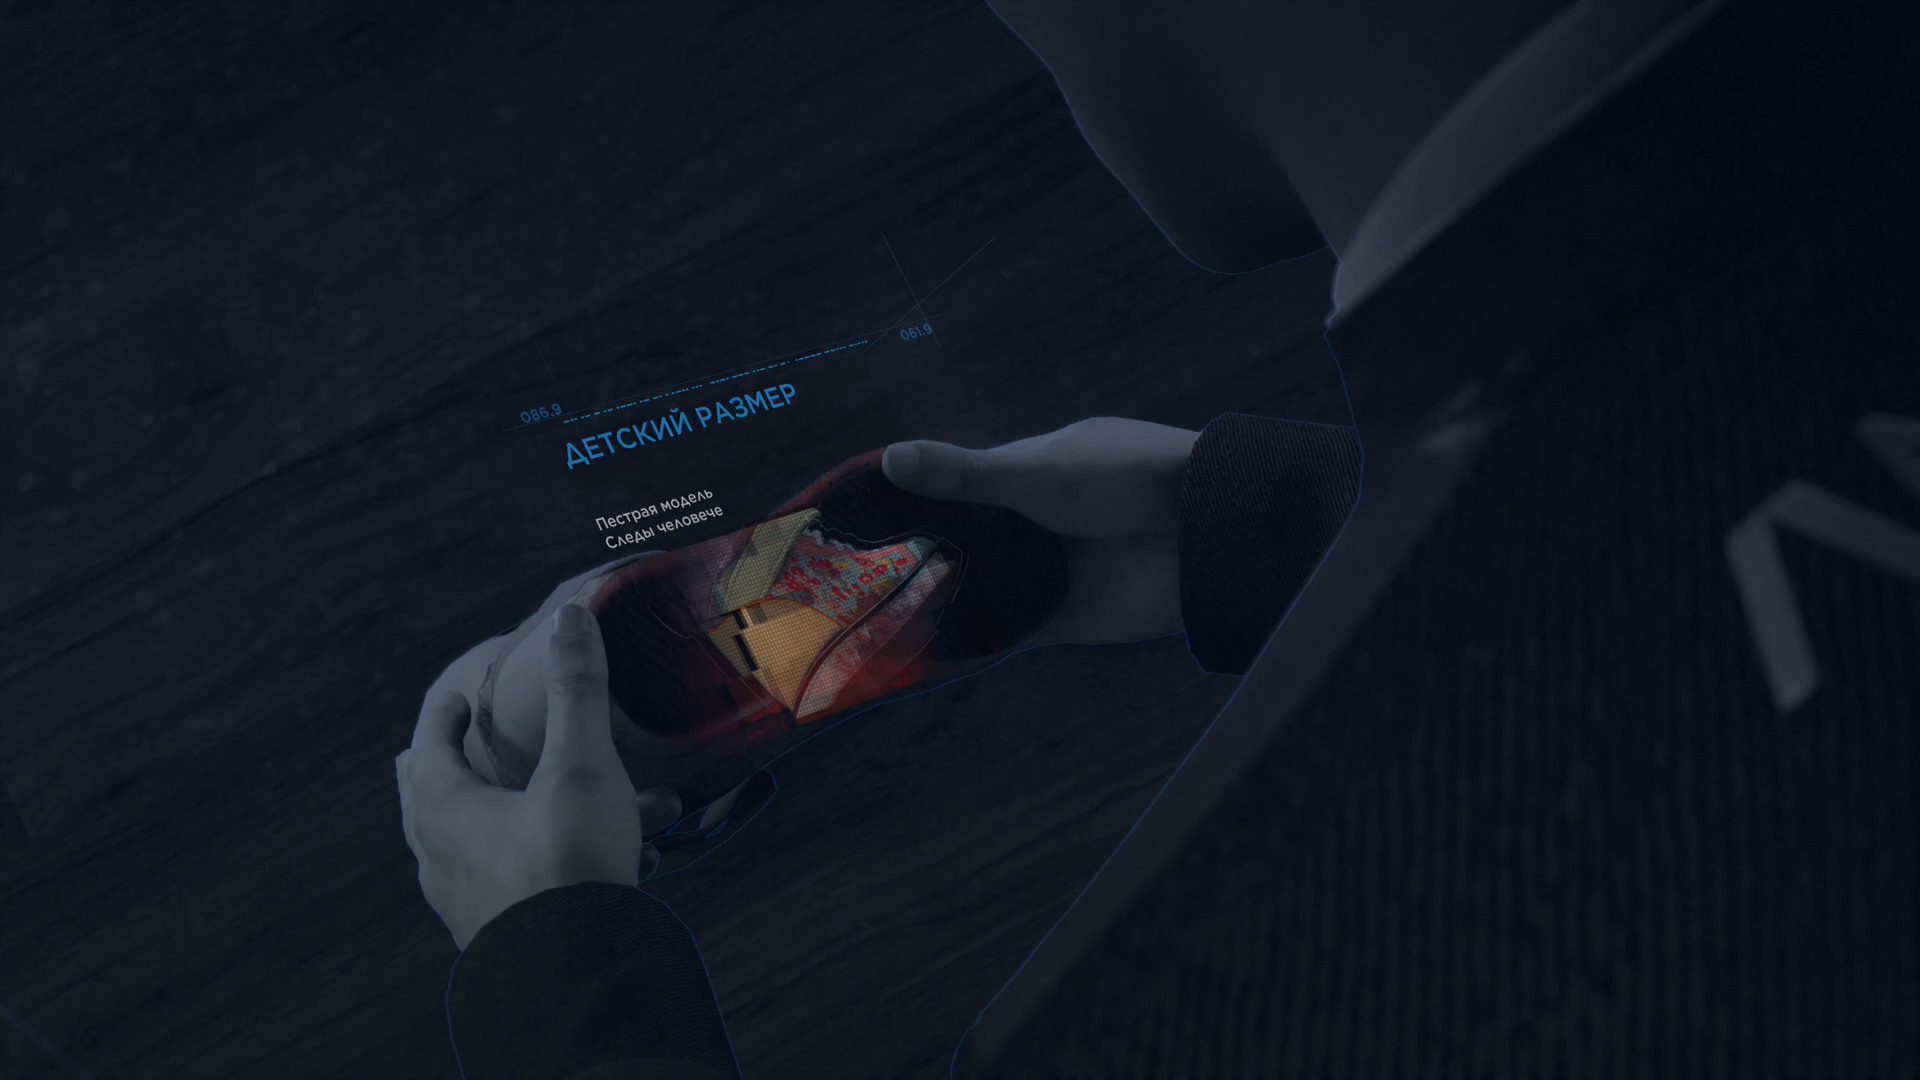 086.9
061.9
ДЕТСКИЙ РАЗМЕР
Пестрая модель
Следы человече